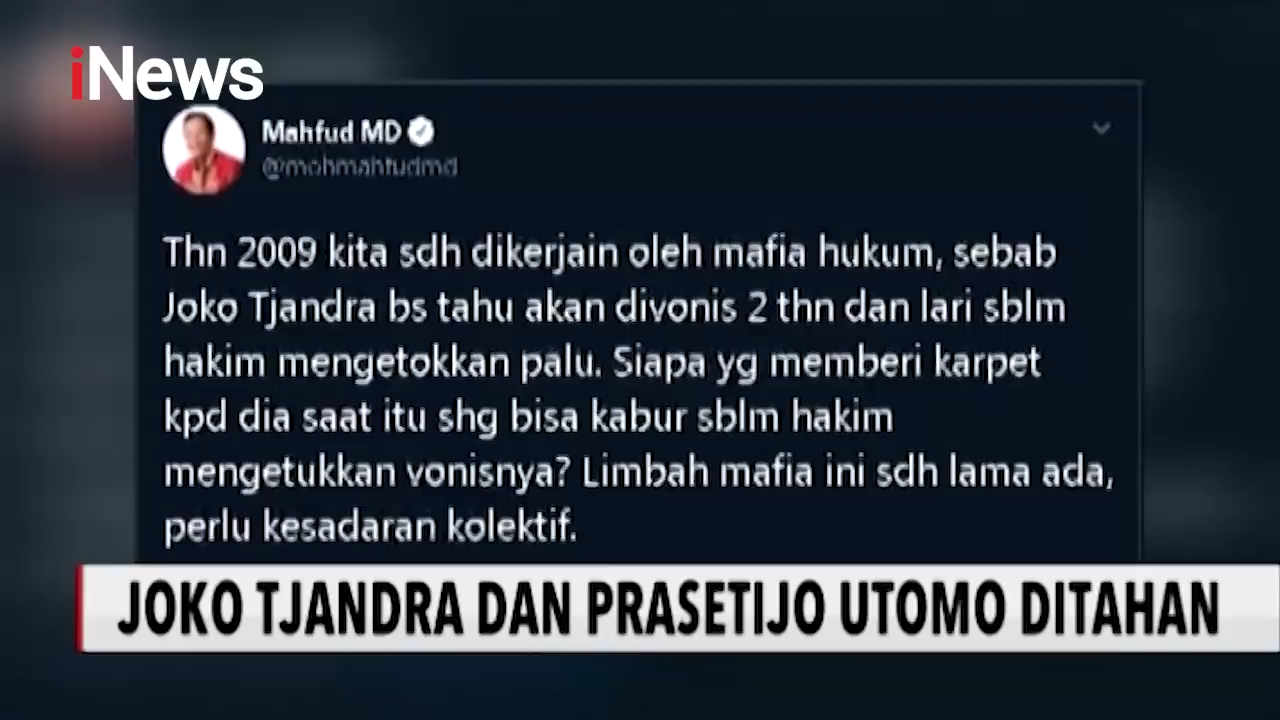 iNews
Mahfud MD
@mohmahfudmd
Thn 2009 kita sdh dikerjain oleh mafia hukum, sebab
Joko Tjandra bs tahu akan divonis 2 thn dan lari sblm
hakim mengetokkan palu. Siapa yg memberi karpet
kpd dia saat itu shg bisa kabur sblm hakim
mengetukkan vonisnya? Limbah mafia ini sdh lama ada,
perlu kesadaran kolektif.
JOKO TJANDRA DAN PRASETIJO UTOMO DITAHAN